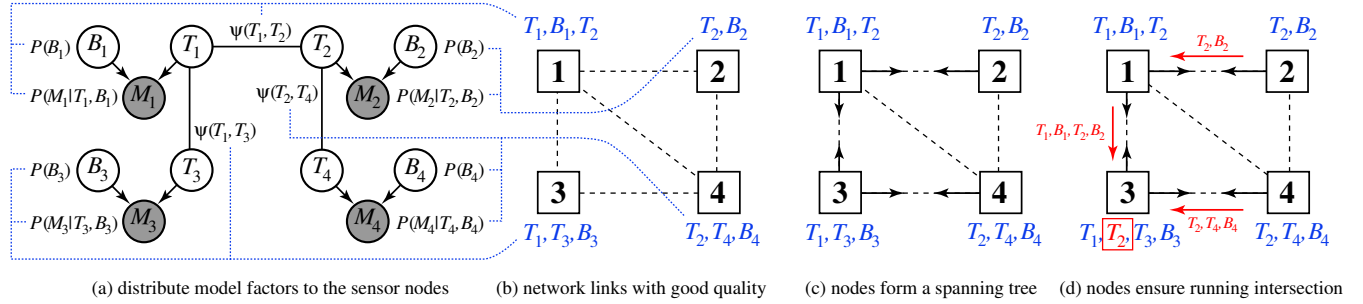 ψ(T₁,T₂)
P(B₁) B₁ T₁ T₂ B₂ P(B₂)
P(M₁|T₁,B₁) M₁ ψ(T₂,T₄) M₂ P(M₂|T₂,B₂)
ψ(T₁,T₃)
P(B₃) B₃ T₃ T₄ B₄ P(B₄)
P(M₃|T₃,B₃) M₃ M₄ P(M₄|T₄,B₄)
(a) distribute model factors to the sensor nodes
T₁,B₁,T₂ T₂,B₂
1 2
3 4
T₁,T₃,B₃ T₂,T₄,B₄
(b) network links with good quality
T₁,B₁,T₂ T₂,B₂
1 2
3 4
T₁,T₃,B₃ T₂,T₄,B₄
(c) nodes form a spanning tree
T₁,B₁,T₂ T₂,B₂
T₂,B₂
1 2
T₁,B₁,T₂,B₂
3 4
T₂,T₄,B₄
T₁,T₂,T₃,B₃ T₂,T₄,B₄
(d) nodes ensure running intersection